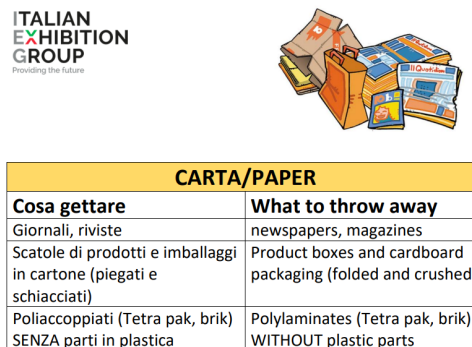 ITALIAN
EXHIBITION
GROUP
Providing the future
Il Quotidiano
CARTA/PAPER
Cosa gettare
What to throw away
Giornali, riviste
newspapers, magazines
Scatole di prodotti e imballaggi
in cartone (piegati e
schiacciati)
Product boxes and cardboard
packaging (folded and crushed
Poliaccoppiati (Tetra pak, brik)
SENZA parti in plastica
Polylaminates (Tetra pak, brik)
WITHOUT plastic parts